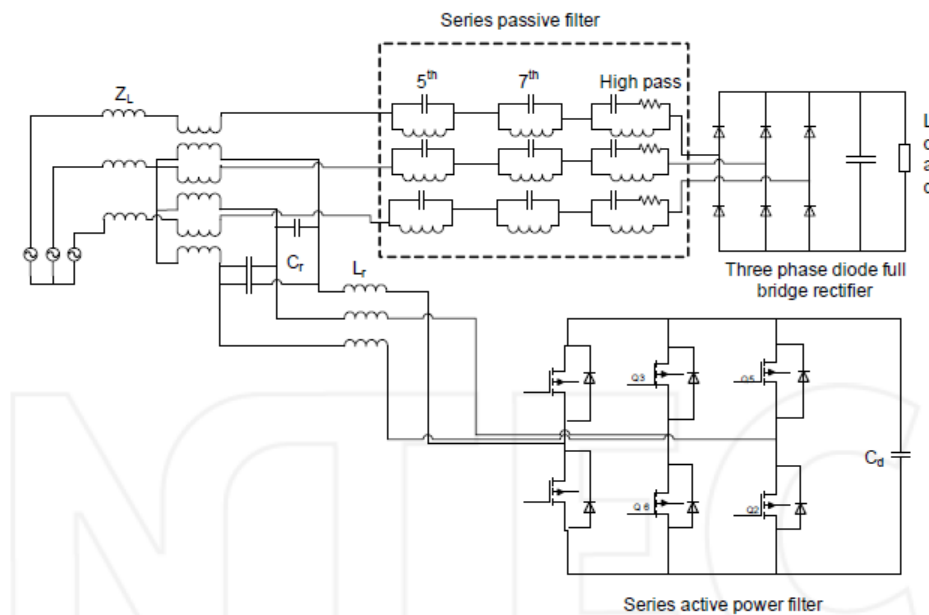 Series passive filter
5th
7th
High pass
ZL
L
o
a
d
Cr
Lr
Three phase diode full
bridge rectifier
Q3
Q5
Cd
Q6
Q2
Series active power filter
NTEC